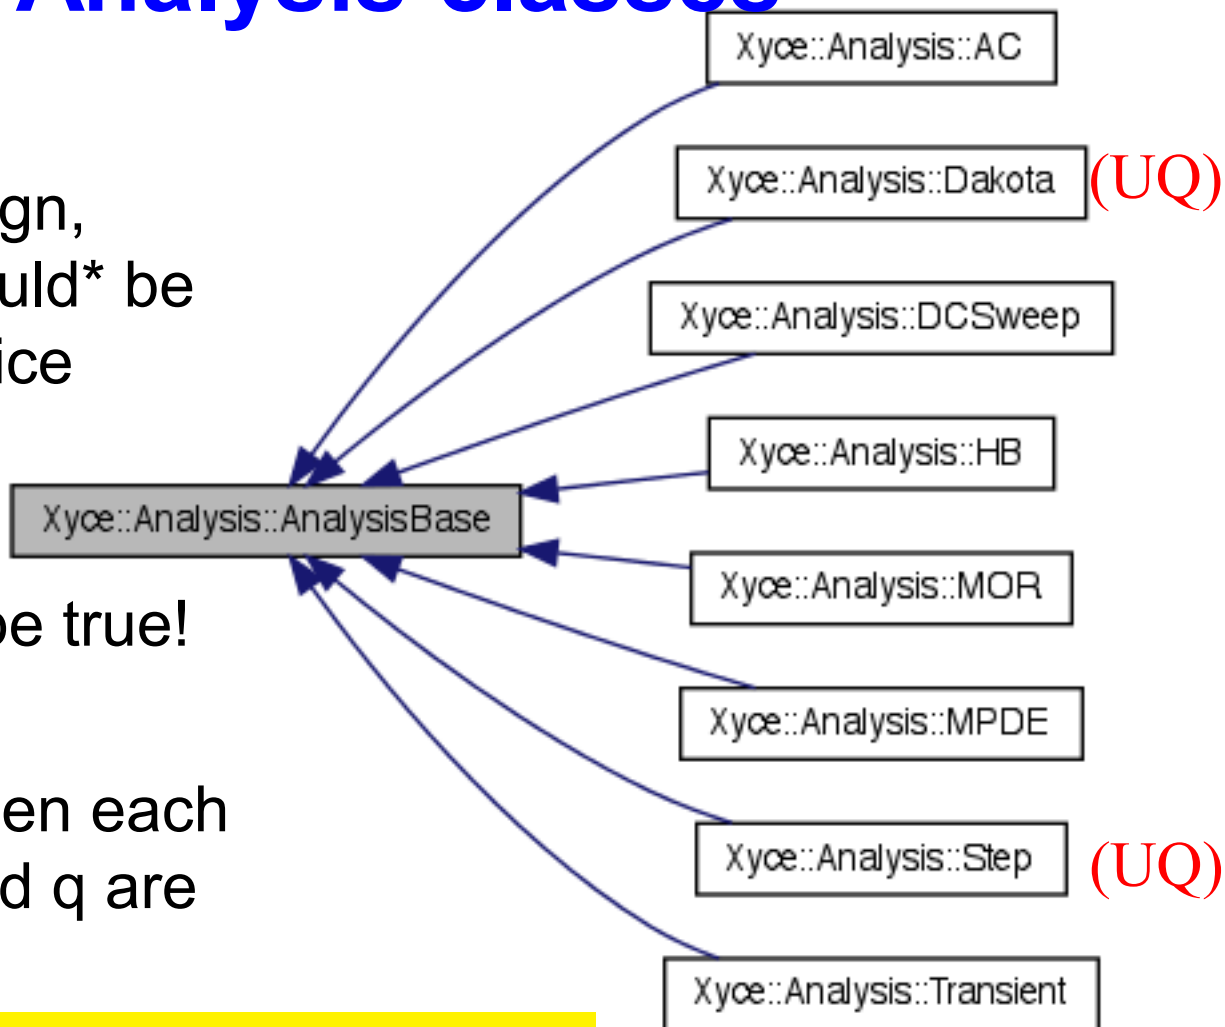 Analysis classes
gn,
uld* be
ice
be true!
en each
d q are
Xyce::Analysis::AnalysisBase
Xyce::Analysis::AC
Xyce::Analysis::Dakota (UQ)
Xyce::Analysis::DCSweep
Xyce::Analysis::HB
Xyce::Analysis::MOR
Xyce::Analysis::MPDE
Xyce::Analysis::Step (UQ)
Xyce::Analysis::Transient